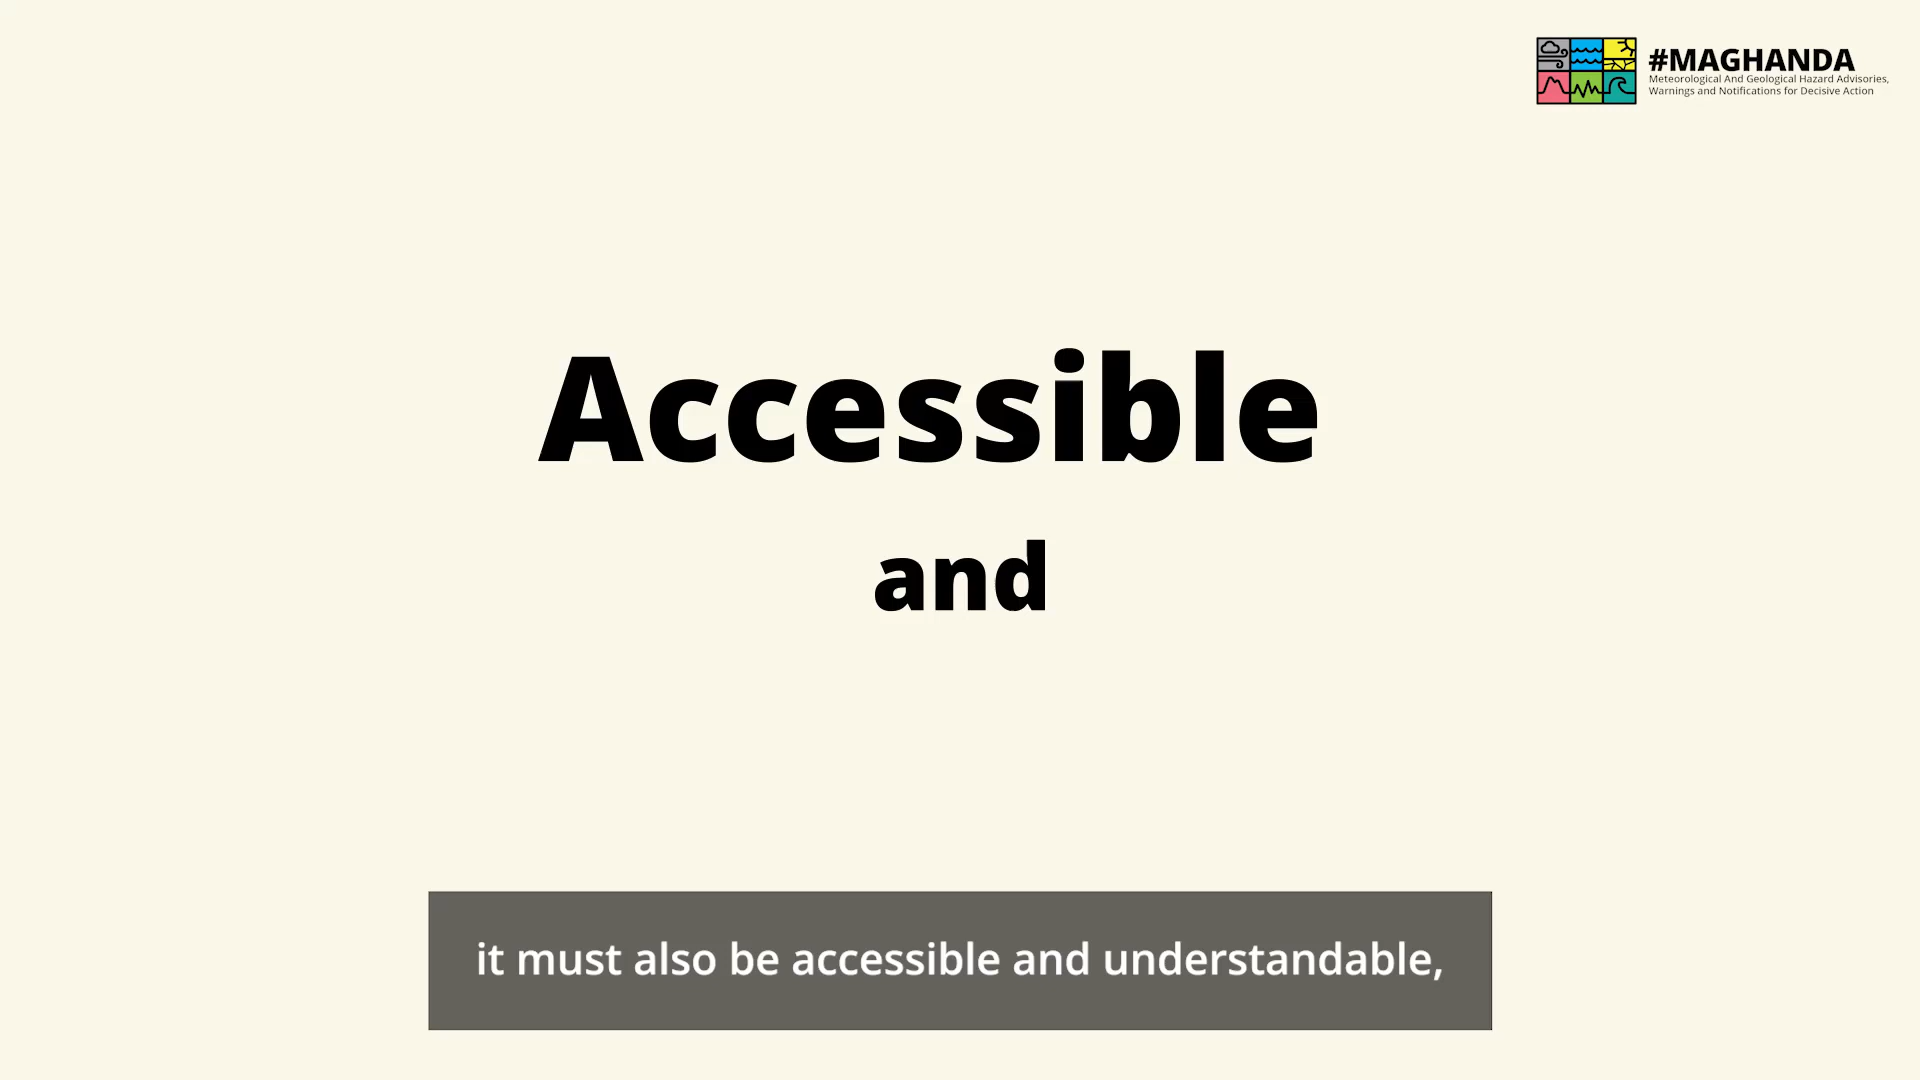 #MAGHANDA
Meteorological And Geological Hazard Advisories,
Warnings and Notifications for Decisive Action
Accessible
and
it must also be accessible and understandable,